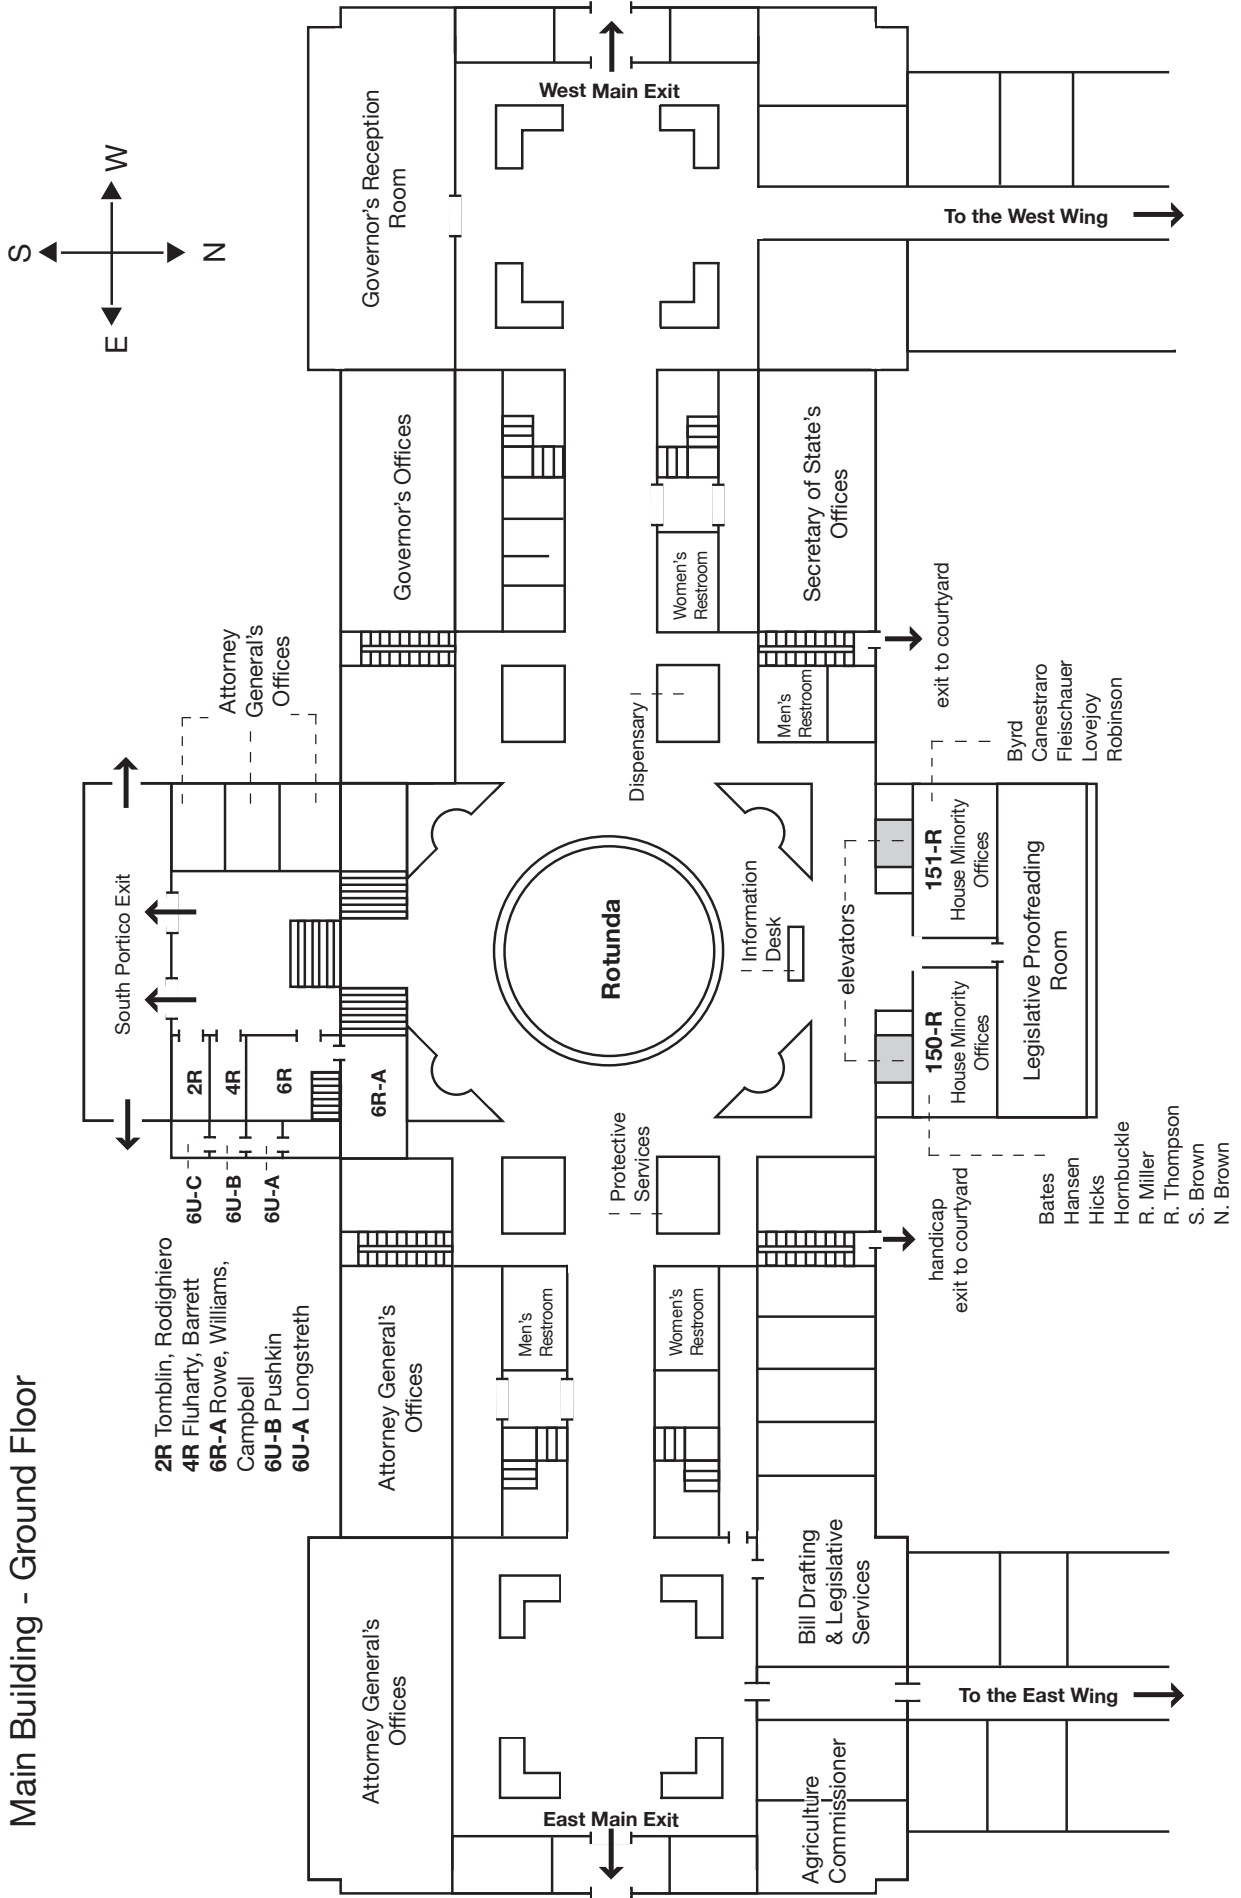 Main Building - Ground Floor
S
W
E
N
2R Tomblin, Rodighiero
4R Fluharty, Barrett
6R-A Rowe, Williams,
Campbell
6U-B Pushkin
6U-A Longstreth
6U-C
6U-B
6U-A
2R
4R
6R
6R-A
South Portico Exit
Attorney
General's
Offices
Attorney General's
Offices
Attorney General's
Offices
Governor's Offices
Governor's Reception
Room
East Main Exit
Men's
Restroom
Women's
Restroom
Protective
Services
Rotunda
Information
Desk
Dispensary
Women's
Restroom
Men's
Restroom
West Main Exit
Agriculture
Commissioner
Bill Drafting
& Legislative
Services
Secretary of State's
Offices
elevators
To the East Wing
handicap
exit to courtyard
150-R
House Minority
Offices
151-R
House Minority
Offices
exit to courtyard
To the West Wing
Legislative Proofreading
Room
Bates
Hansen
Hicks
Hornbuckle
R. Miller
R. Thompson
S. Brown
N. Brown
Byrd
Canestraro
Fleischauer
Lovejoy
Robinson